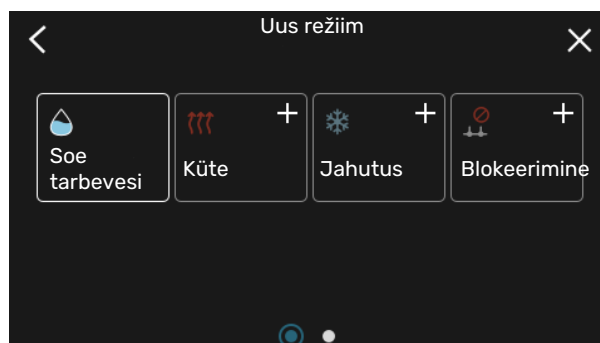 Uus režiim
Soe
tarbevesi
Küte
Jahutus
Blokeerimine